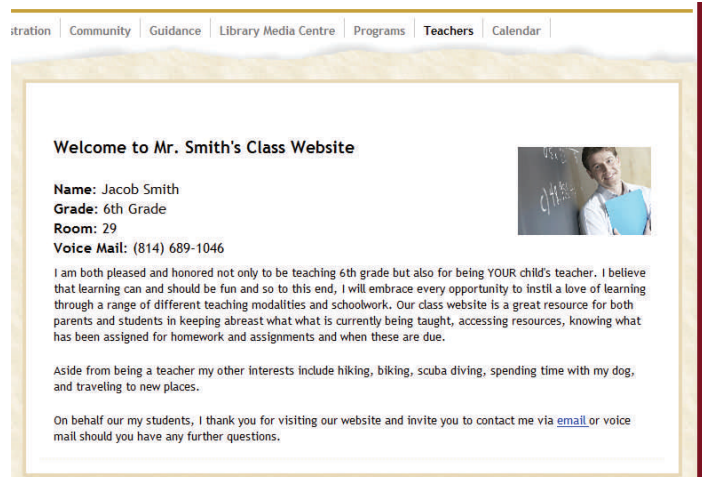 stration Community Guidance Library Media Centre Programs Teachers Calendar
Welcome to Mr. Smith's Class Website
Name: Jacob Smith
Grade: 6th Grade
Room: 29
Voice Mail: (814) 689-1046
I am both pleased and honored not only to be teaching 6th grade but also for being YOUR child's teacher. I believe
that learning can and should be fun and so to this end, I will embrace every opportunity to instil a love of learning
through a range of different teaching modalities and schoolwork. Our class website is a great resource for both
parents and students in keeping abreast what what is currently being taught, accessing resources, knowing what
has been assigned for homework and assignments and when these are due.
Aside from being a teacher my other interests include hiking, biking, scuba diving, spending time with my dog,
and traveling to new places.
On behalf our my students, I thank you for visiting our website and invite you to contact me via email or voice
mail should you have any further questions.